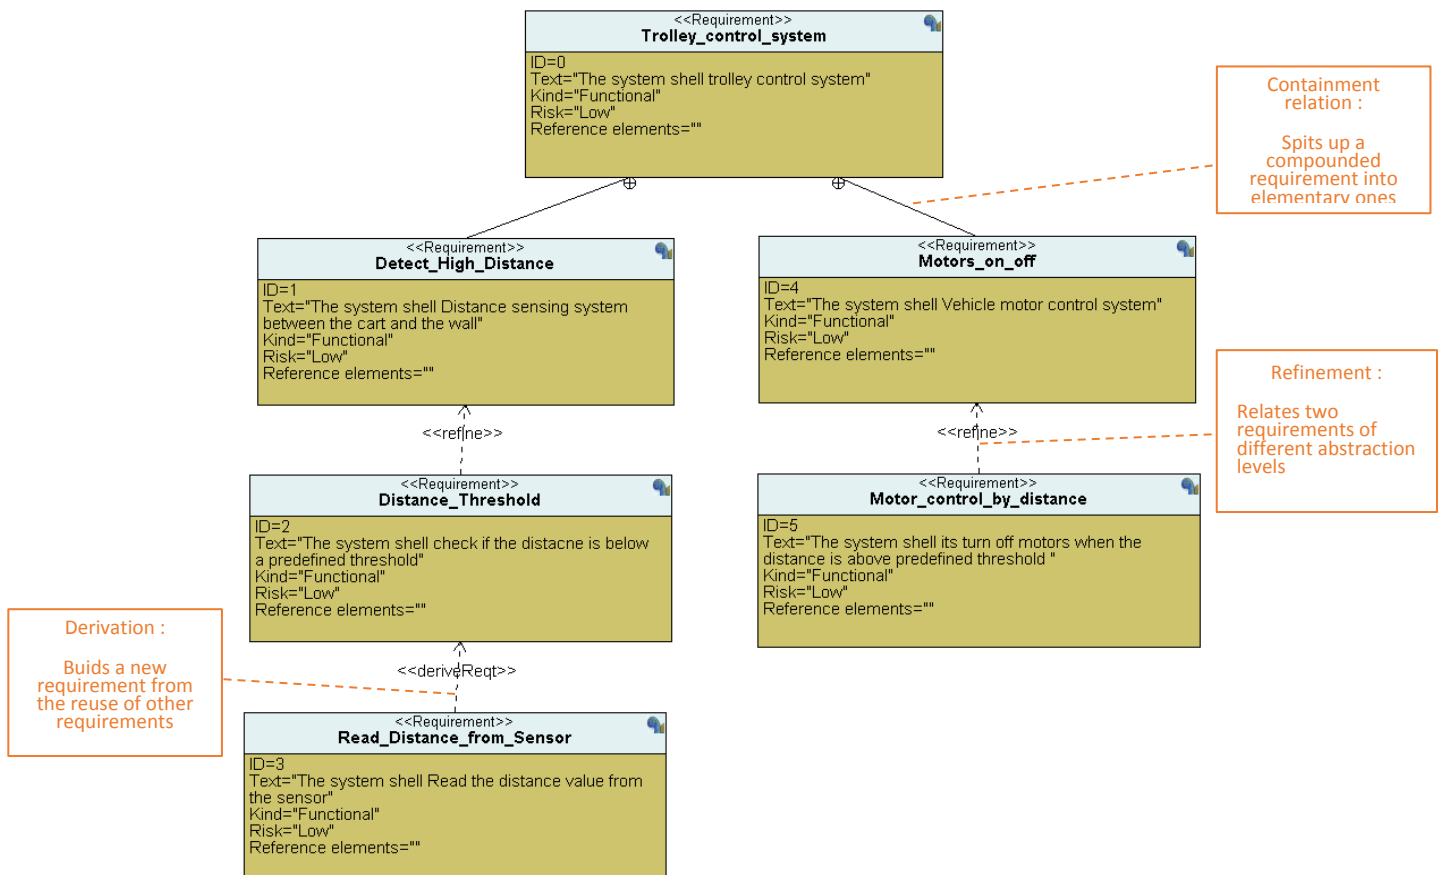 <<Requirement>>
Trolley_control_system
ID=0
Text="The system shell trolley control system"
Kind="Functional"
Risk="Low"
Reference elements=""
Containment
relation :
Spits up a
compounded
requirement into
elementary ones
<<Requirement>>
Detect_High_Distance
ID=1
Text="The system shell Distance sensing system
between the cart and the wall"
Kind="Functional"
Risk="Low"
Reference elements=""
<<Requirement>>
Motors_on_off
ID=4
Text="The system shell Vehicle motor control system"
Kind="Functional"
Risk="Low"
Reference elements=""
Refinement :
Relates two
requirements of
different abstraction
levels
<<refine>>
<<refine>>
<<Requirement>>
Distance_Threshold
ID=2
Text="The system shell check if the distacne is below
a predefined threshold"
Kind="Functional"
Risk="Low"
Reference elements=""
<<Requirement>>
Motor_control_by_distance
ID=5
Text="The system shell its turn off motors when the
distance is above predefined threshold "
Kind="Functional"
Risk="Low"
Reference elements=""
Derivation :
Buids a new
requirement from
the reuse of other
requirements
<<deriveReqt>>
<<Requirement>>
Read_Distance_from_Sensor
ID=3
Text="The system shell Read the distance value from
the sensor"
Kind="Functional"
Risk="Low"
Reference elements=""